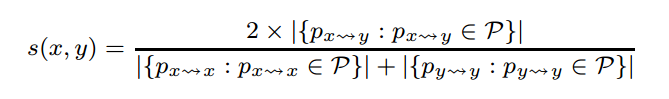 s(x, y) = \frac{2 \times |\{p_{x \rightsquigarrow y} : p_{x \rightsquigarrow y} \in \mathcal{P}\}|}{|\{p_{x \rightsquigarrow x} : p_{x \rightsquigarrow x} \in \mathcal{P}\}| + |\{p_{y \rightsquigarrow y} : p_{y \rightsquigarrow y} \in \mathcal{P}\}|}